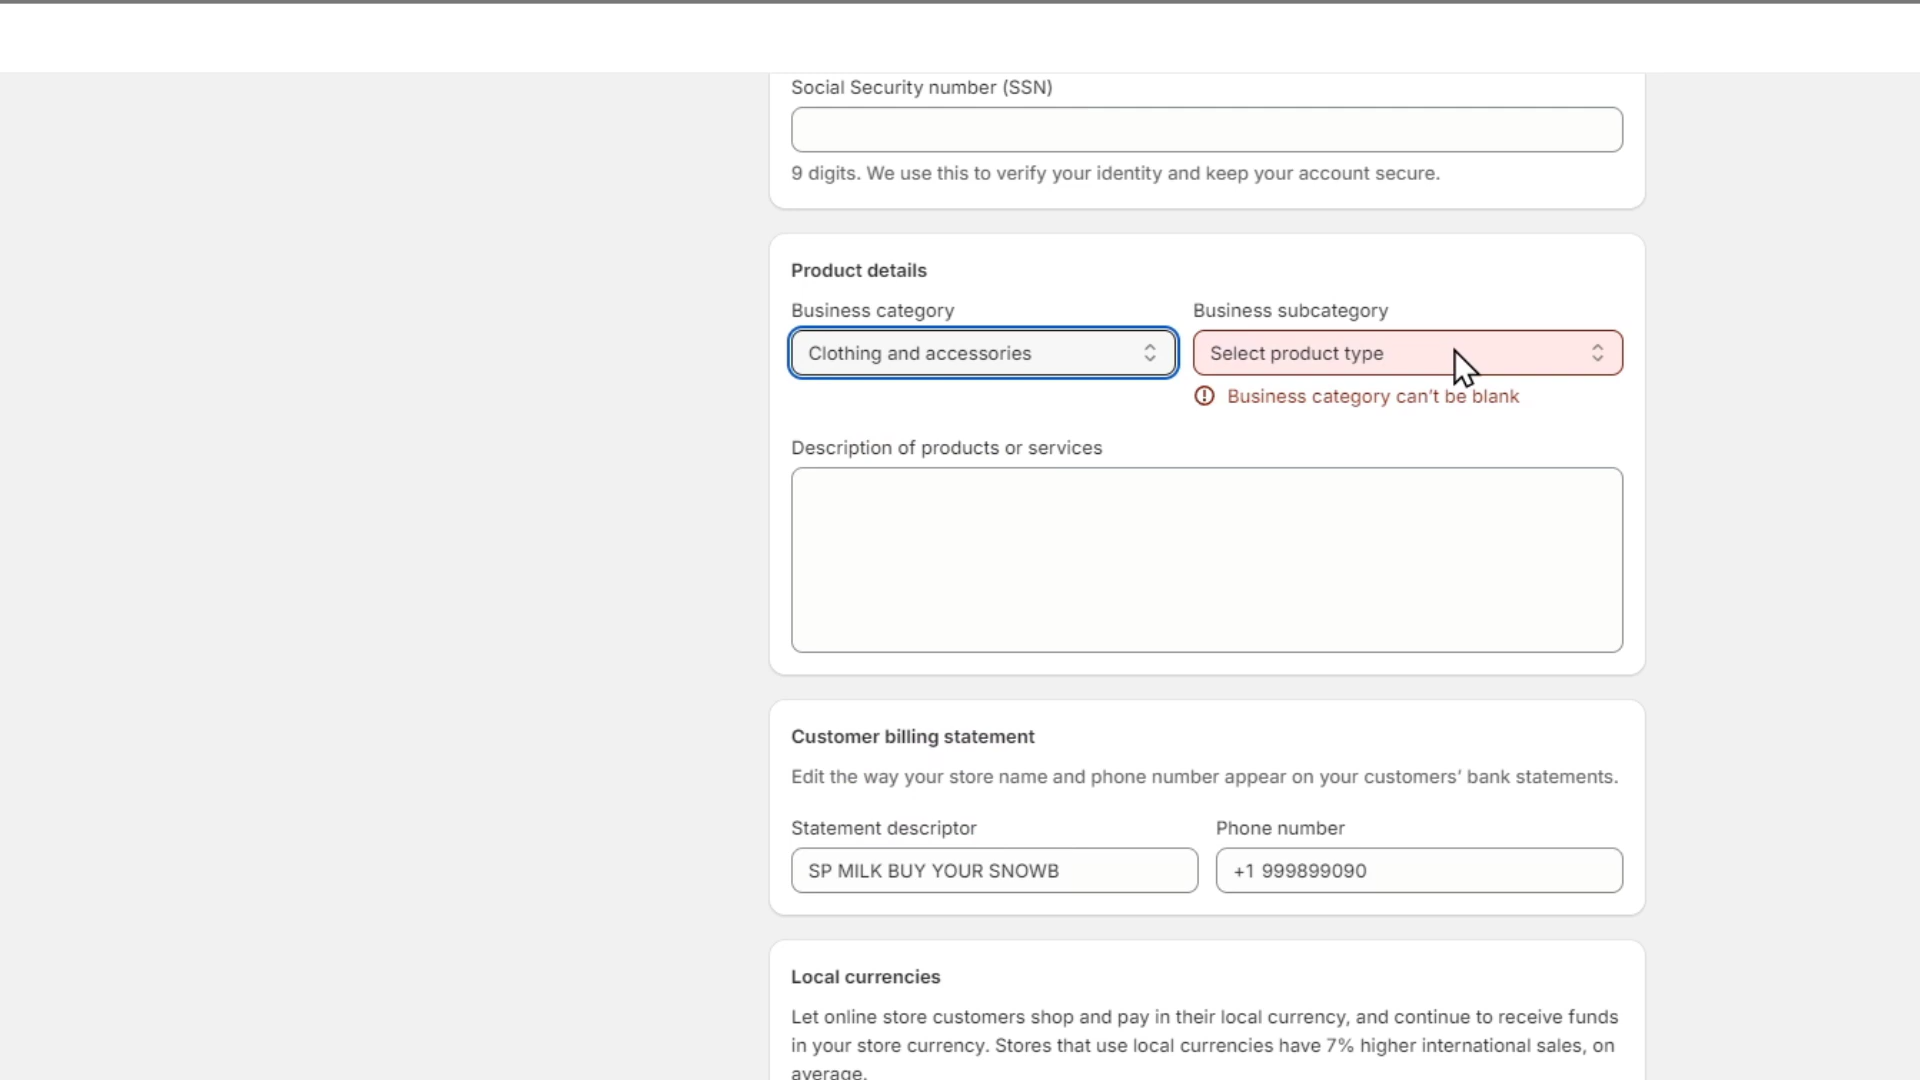 Social Security number (SSN)
9 digits. We use this to verify your identity and keep your account secure.
Product details
Business category
Business subcategory
Clothing and accessories
Select product type
Business category can't be blank
Description of products or services
Customer billing statement
Edit the way your store name and phone number appear on your customers’ bank statements.
Statement descriptor
Phone number
SP MILK BUY YOUR SNOWB
+1 999899090
Local currencies
Let online store customers shop and pay in their local currency, and continue to receive funds
in your store currency. Stores that use local currencies have 7% higher international sales, on
average.